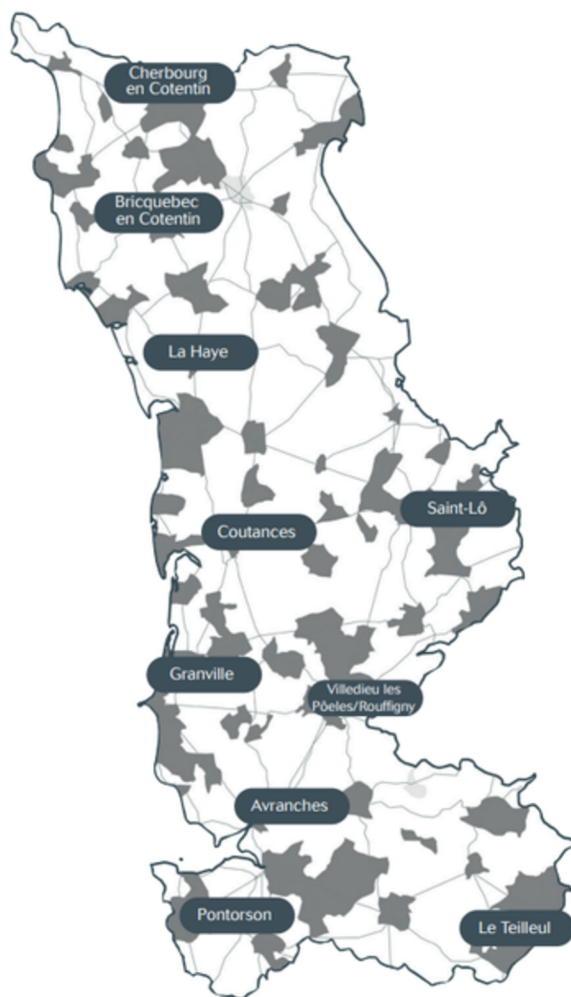 Cherbourg
en Cotentin
Bricquebec
en Cotentin
La Haye
Saint-Lô
Coutances
Granville
Villedieu les
Pôeles/Rouffigny
Avranches
Pontorson
Le Teilleul